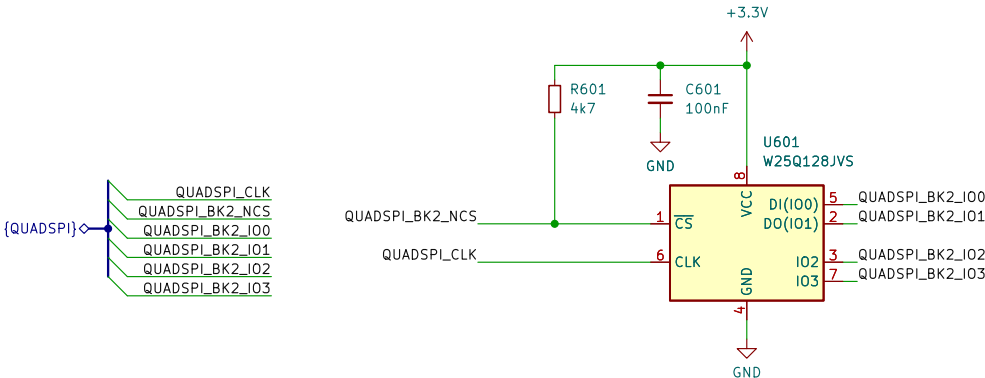 +3.3V
R601
4k7
C601
100nF
GND
U601
W25Q128JVS
{QUADSPI}
QUADSPI_CLK
QUADSPI_BK2_NCS
QUADSPI_BK2_IO0
QUADSPI_BK2_IO1
QUADSPI_BK2_IO2
QUADSPI_BK2_IO3
QUADSPI_BK2_NCS
QUADSPI_CLK
1
6
8
VCC
CS
CLK
GND
4
DI(IO0)
DO(IO1)
IO2
IO3
5
2
3
7
QUADSPI_BK2_IO0
QUADSPI_BK2_IO1
QUADSPI_BK2_IO2
QUADSPI_BK2_IO3
GND